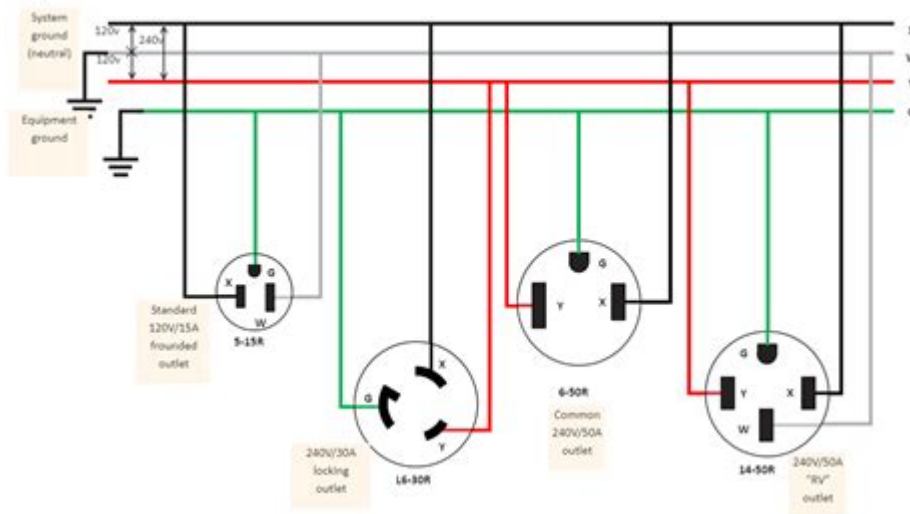 System
ground
(neutral)
120v
240v
120v
Equipment
ground
X
G
W
5-15R
Standard
120V/15A
frounded
outlet
G
X
Y
L6-30R
240V/30A
locking
outlet
G
Y
X
6-50R
Common
240V/50A
outlet
G
Y
X
W
14-50R
240V/50A
"RV"
outlet